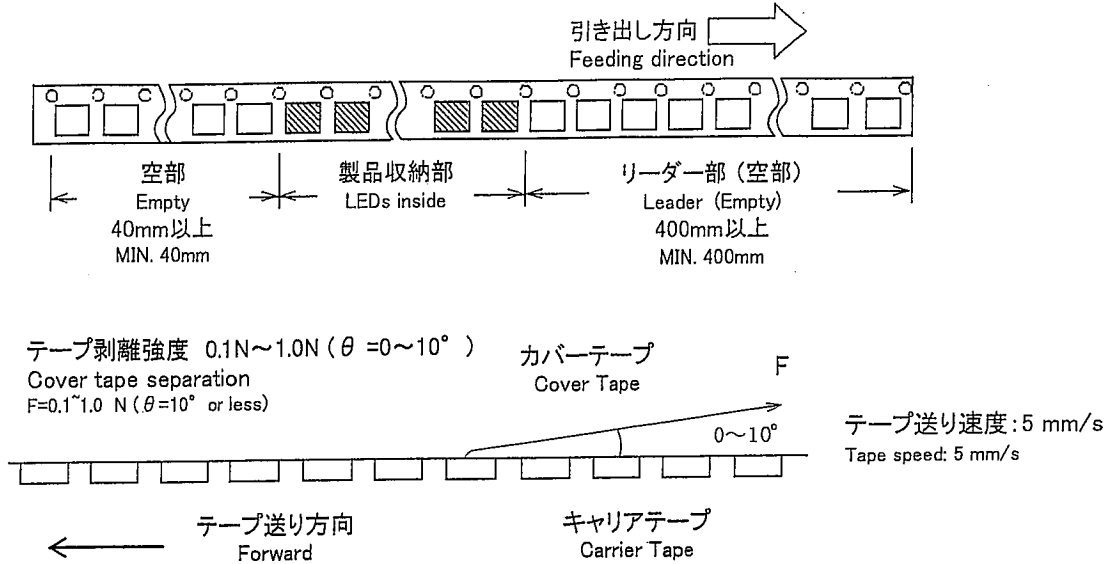 引き出し方向
Feeding direction
空部
Empty
40mm以上
MIN. 40mm
製品収納部
LEDs inside
リーダー部 (空部)
Leader (Empty)
400mm以上
MIN. 400mm
テープ剥離強度 0.1N～1.0N (θ=0～10°)
Cover tape separation
F=0.1~1.0 N (θ=10° or less)
カバーテープ
Cover Tape
F
0～10°
テープ送り速度:5 mm/s
Tape speed: 5 mm/s
テープ送り方向
Forward
キャリアテープ
Carrier Tape